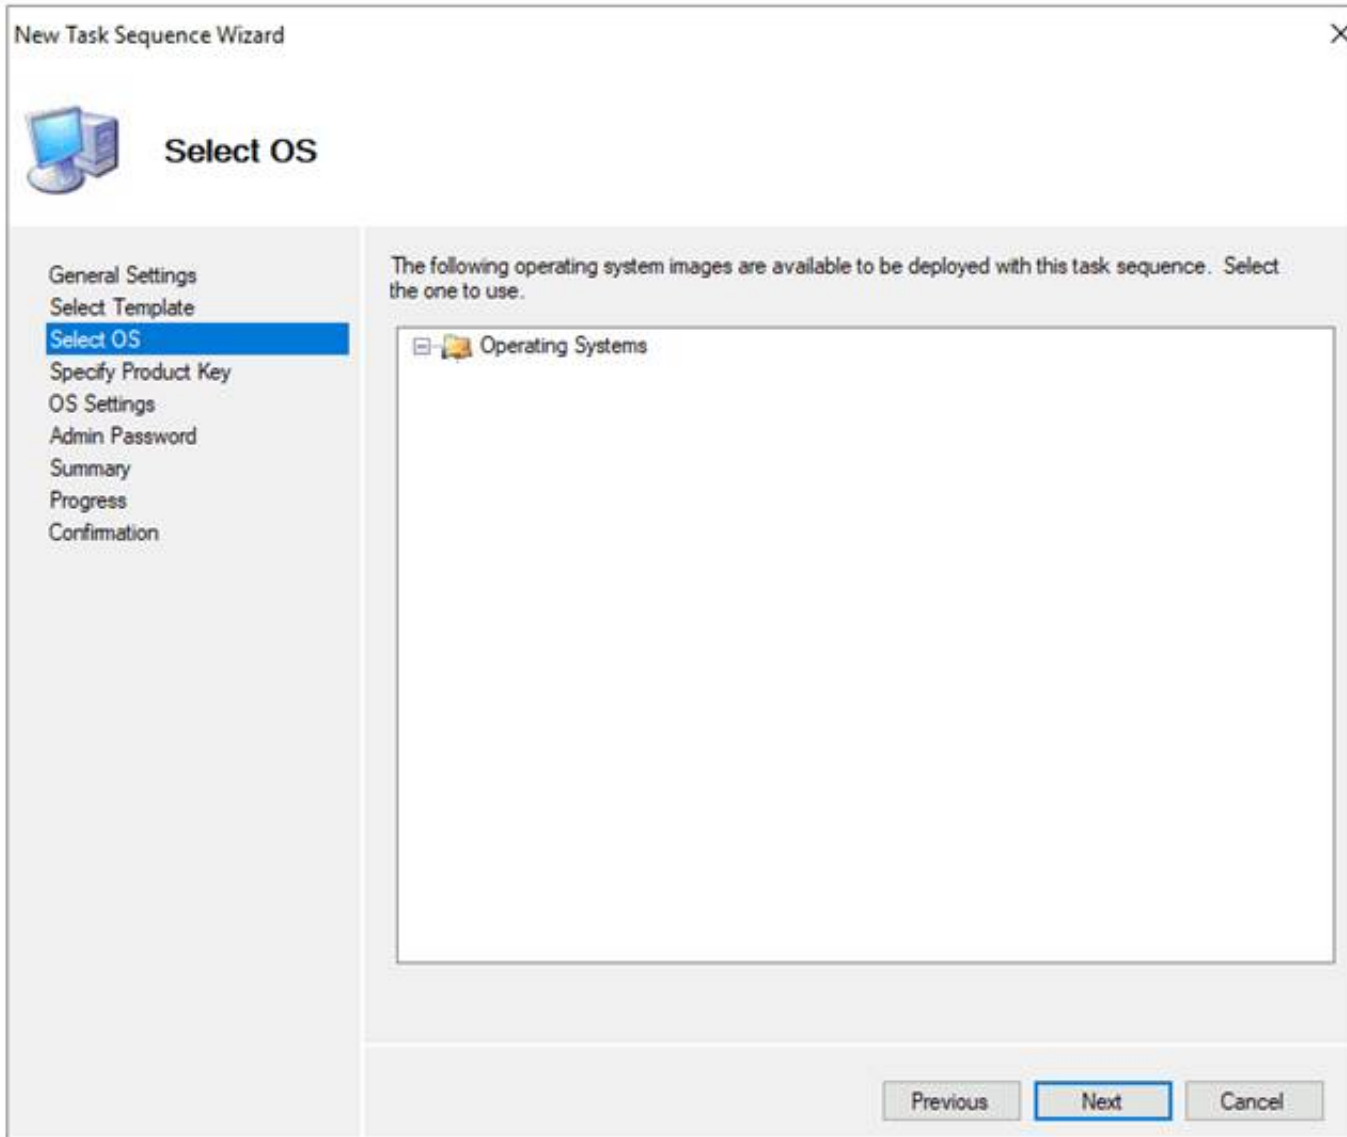 New Task Sequence Wizard
Select OS
General Settings
Select Template
Select OS
Specify Product Key
OS Settings
Admin Password
Summary
Progress
Confirmation
The following operating system images are available to be deployed with this task sequence.  Select
the one to use.
Operating Systems
Previous
Next
Cancel